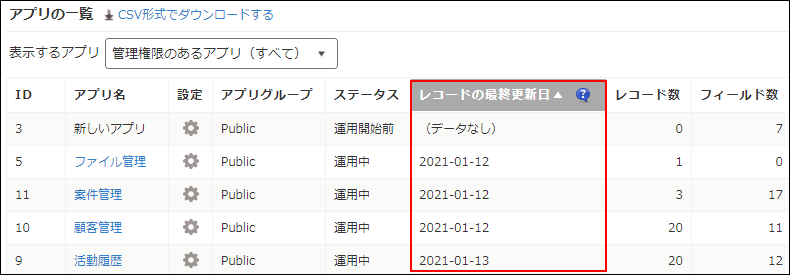 アプリの一覧 CSV形式でダウンロードする
表示するアプリ 管理権限のあるアプリ（すべて） ▼
ID アプリ名 設定 アプリグループ ステータス レコードの最終更新日▲ ? レコード数 フィールド数
3 新しいアプリ Public 運用開始前 （データなし） 0 7
5 ファイル管理 Public 運用中 2021-01-12 1 0
11 案件管理 Public 運用中 2021-01-12 3 17
10 顧客管理 Public 運用中 2021-01-12 20 11
9 活動履歴 Public 運用中 2021-01-13 20 12